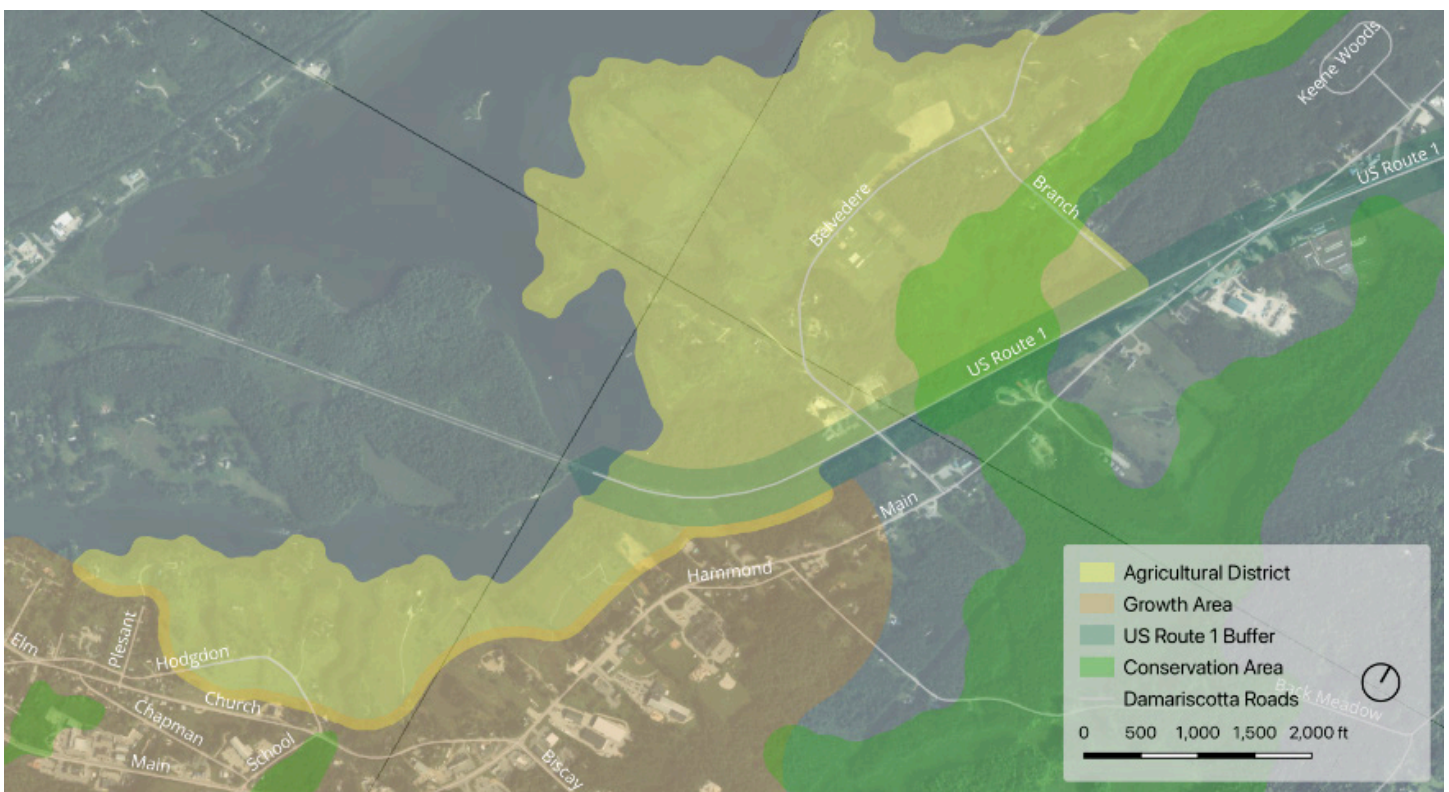 Keene Woods
US Route 1
Branch
Belvedere
US Route 1
Main
Hammond
Plesant
Elm
Hodgdon
Church
Chapman
School
Main
Biscay
Agricultural District
Growth Area
US Route 1 Buffer
Conservation Area
Damariscotta Roads
Back Meadow
0 500 1,000 1,500 2,000 ft